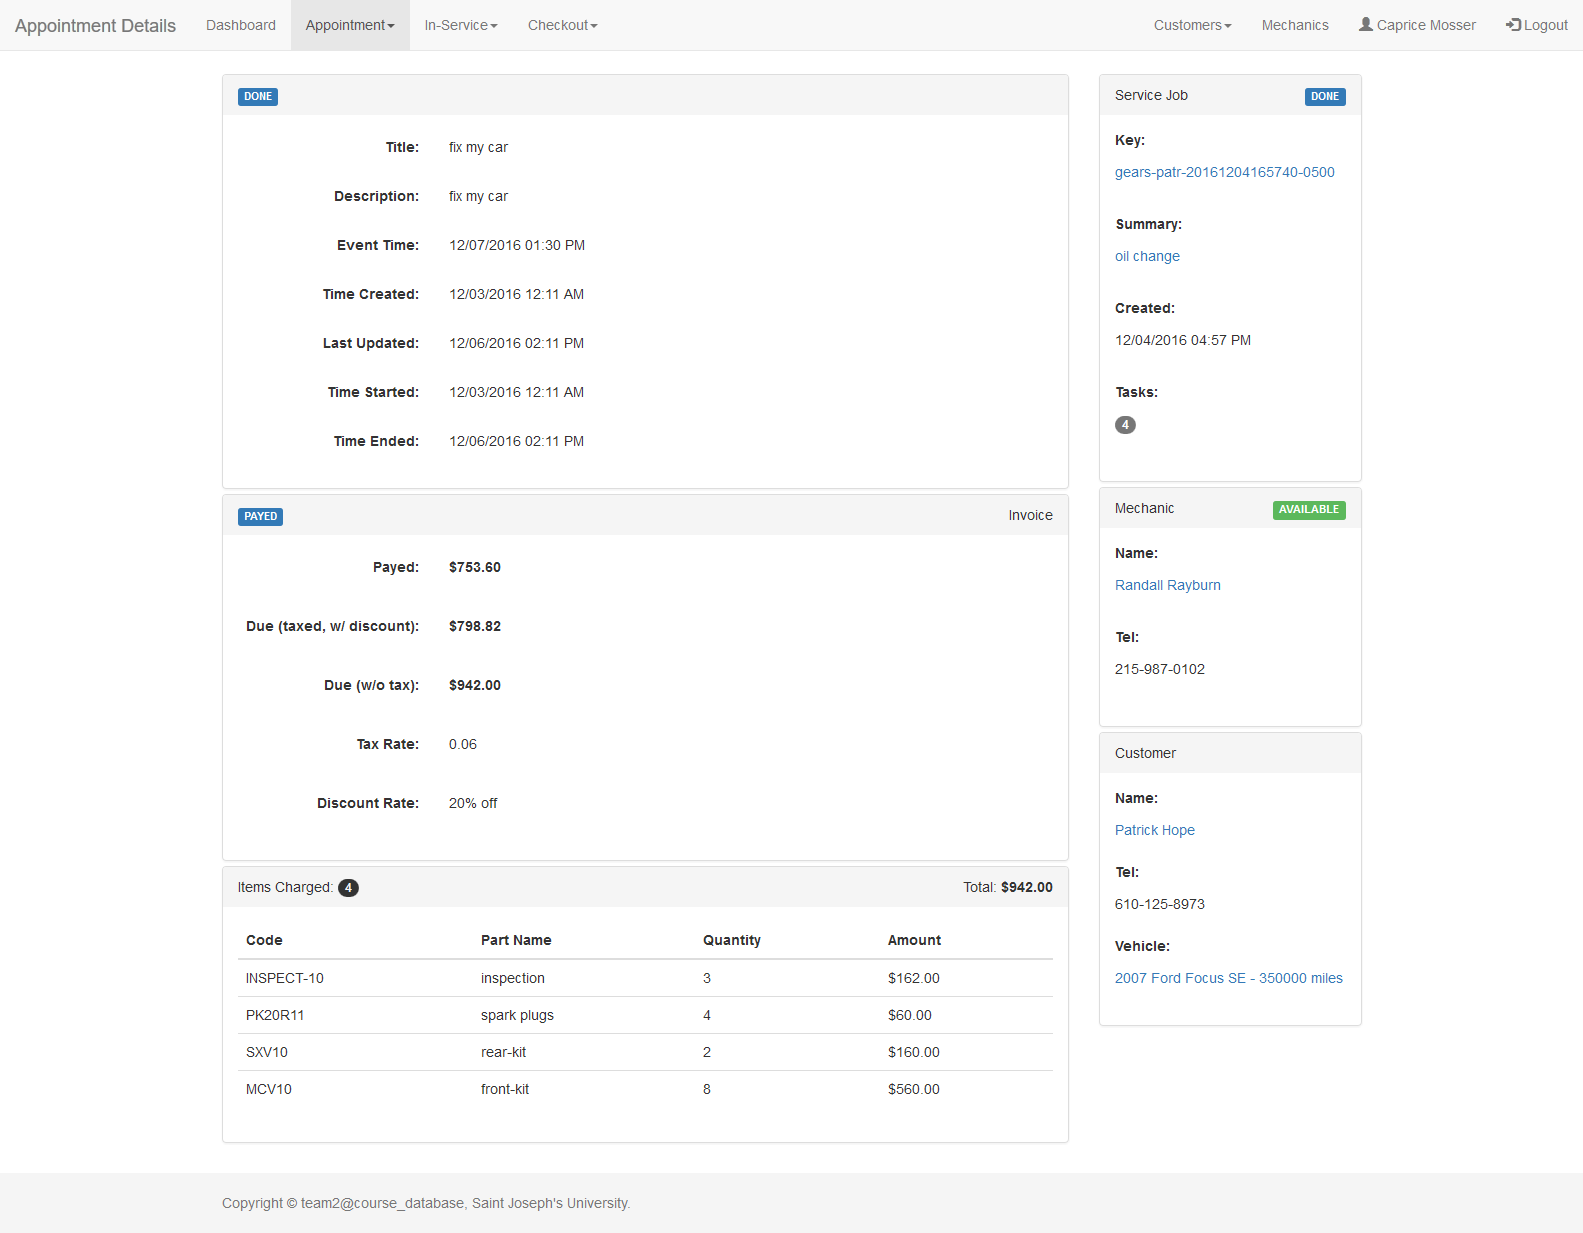 Appointment Details Dashboard Appointment In-Service Checkout Customers Mechanics Caprice Mosser Logout
DONE
Title: fix my car
Description: fix my car
Event Time: 12/07/2016 01:30 PM
Time Created: 12/03/2016 12:11 AM
Last Updated: 12/06/2016 02:11 PM
Time Started: 12/03/2016 12:11 AM
Time Ended: 12/06/2016 02:11 PM
PAYED Invoice
Payed: $753.60
Due (taxed, w/ discount): $798.82
Due (w/o tax): $942.00
Tax Rate: 0.06
Discount Rate: 20% off
Items Charged: 4 Total: $942.00
Code Part Name Quantity Amount
INSPECT-10 inspection 3 $162.00
PK20R11 spark plugs 4 $60.00
SXV10 rear-kit 2 $160.00
MCV10 front-kit 8 $560.00
Service Job DONE
Key:
gears-patr-20161204165740-0500
Summary:
oil change
Created:
12/04/2016 04:57 PM
Tasks:
4
Mechanic AVAILABLE
Name:
Randall Rayburn
Tel:
215-987-0102
Customer
Name:
Patrick Hope
Tel:
610-125-8973
Vehicle:
2007 Ford Focus SE - 350000 miles
Copyright © team2@course_database, Saint Joseph's University.